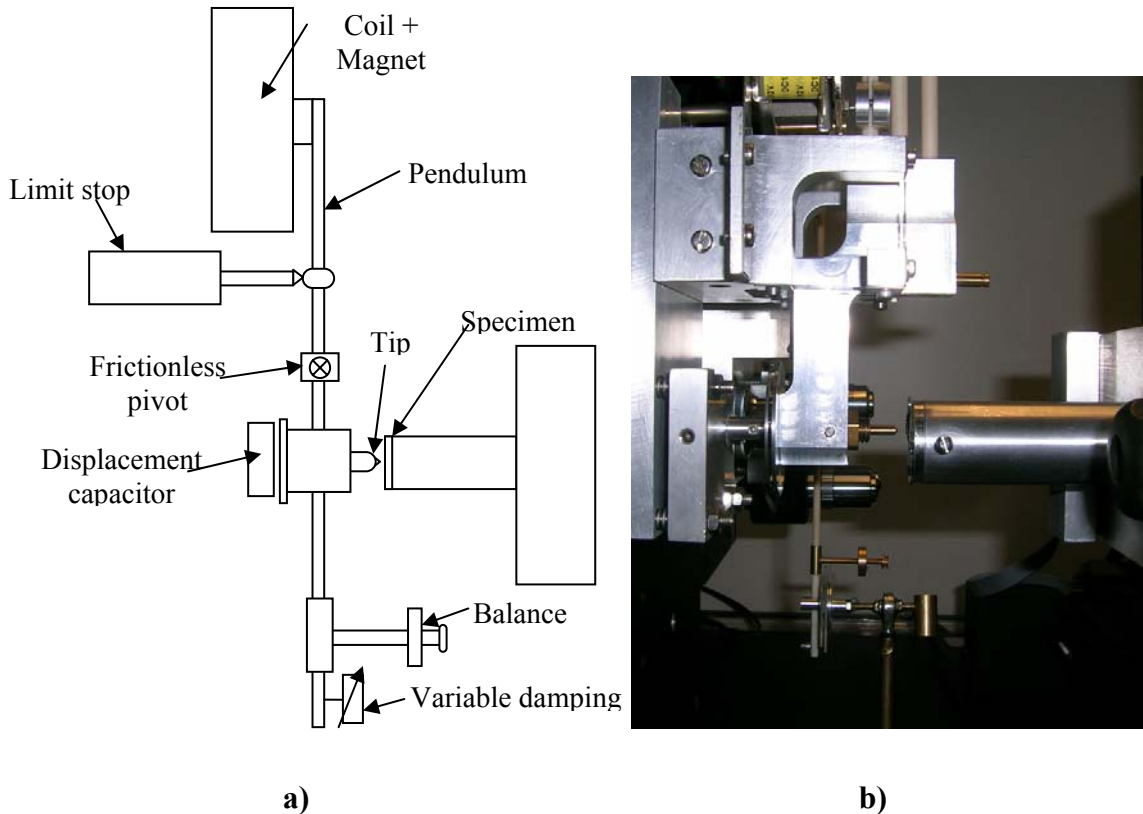 Coil +
Magnet
Pendulum
Limit stop
Specimen
Tip
Frictionless
pivot
Displacement
capacitor
Balance
Variable damping
a)
b)